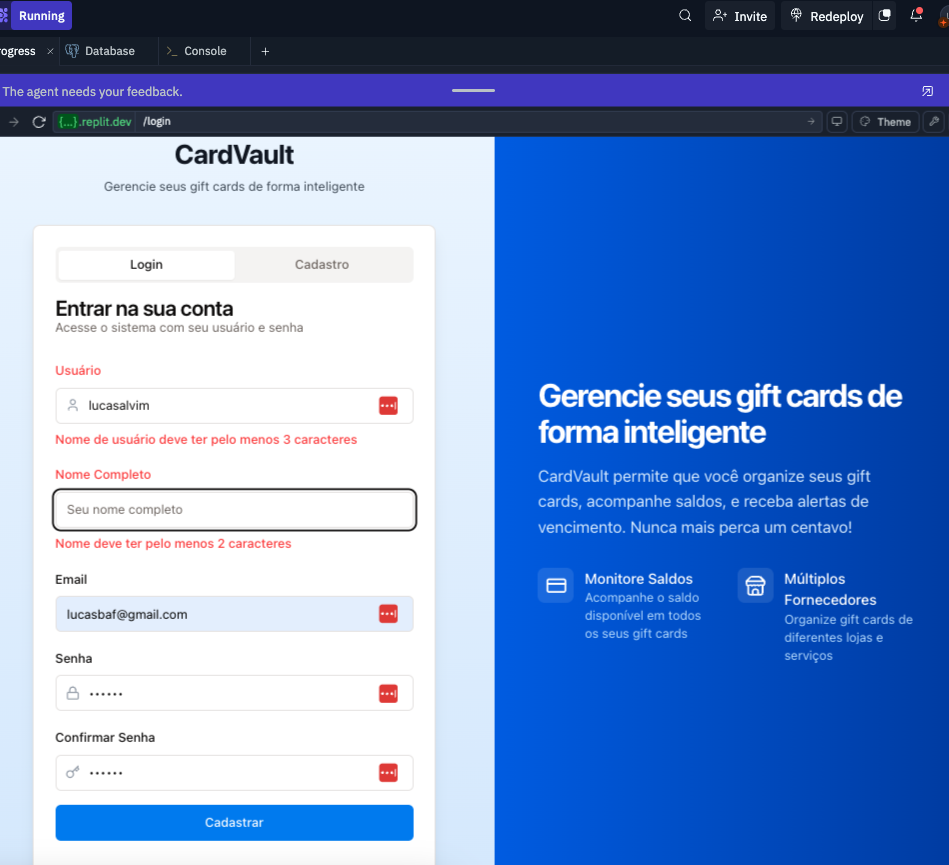 Running
Invite
Redeploy
ogress
Database
Console
The agent needs your feedback.
{...}.replit.dev /login
Theme
CardVault
Gerencie seus gift cards de forma inteligente
Login
Cadastro
Entrar na sua conta
Acesse o sistema com seu usuário e senha
Usuário
lucasalvim
Nome de usuário deve ter pelo menos 3 caracteres
Nome Completo
Seu nome completo
Nome deve ter pelo menos 2 caracteres
Email
lucasbaf@gmail.com
Senha
••••••
Confirmar Senha
••••••
Cadastrar
Gerencie seus gift cards de
forma inteligente
CardVault permite que você organize seus gift
cards, acompanhe saldos, e receba alertas de
vencimento. Nunca mais perca um centavo!
Monitore Saldos
Acompanhe o saldo
disponível em todos
os seus gift cards
Múltiplos
Fornecedores
Organize gift cards de
diferentes lojas e
serviços